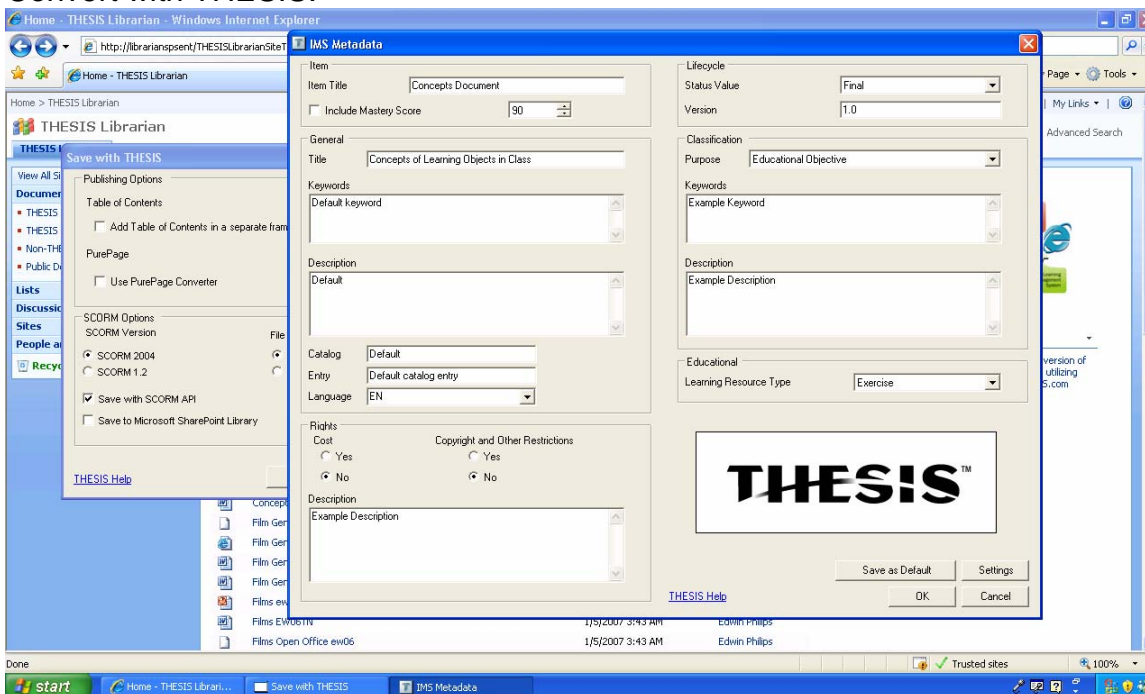 Home - THESIS Librarian - Windows Internet Explorer
http://librarianspsent/THESISLibrarianSiteT
Home - THESIS Librarian
Page
Tools
Home > THESIS Librarian
My Links
THESIS Librarian
Advanced Search
THESIS
View All Si
Documen
THESIS
THESIS
Non-THE
Public D
Lists
Discussio
Sites
People a
Recyc
Save with THESIS
Publishing Options
Table of Contents
Add Table of Contents in a separate fram
PurePage
Use PurePage Converter
SCORM Options
SCORM Version
File
SCORM 2004
SCORM 1.2
Save with SCORM API
Save to Microsoft SharePoint Library
THESIS Help
IMS Metadata
Item
Item Title
Concepts Document
Include Mastery Score
90
General
Title
Concepts of Learning Objects in Class
Keywords
Default keyword
Description
Default
Catalog
Default
Entry
Default catalog entry
Language
EN
Rights
Cost
Copyright and Other Restrictions
Yes
Yes
No
No
Description
Example Description
Lifecycle
Status Value
Final
Version
1.0
Classification
Purpose
Educational Objective
Keywords
Example Keyword
Description
Example Description
Educational
Learning Resource Type
Exercise
THESIS™
Save as Default
Settings
THESIS Help
OK
Cancel
version of
utilizing
S.com
Concept
Film Ger
Film Ger
Film Ger
Film Ger
Films ew
Films EW06TN
1/5/2007 3:43 AM
Edwin Philips
Films Open Office ew06
1/5/2007 3:43 AM
Edwin Philips
Done
Trusted sites
100%
start
Home - THESIS Librari...
Save with THESIS
IMS Metadata